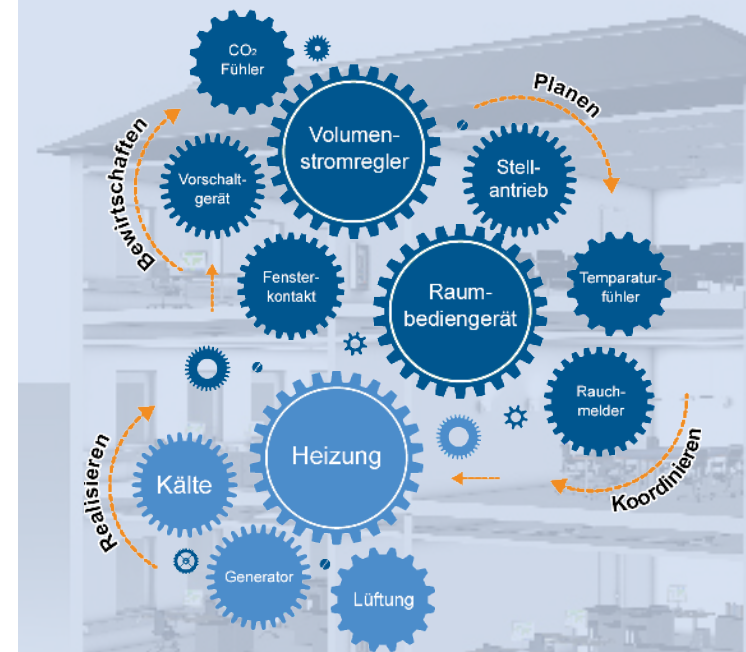 CO₂
Fühler
Volumen-
stromregler
Planen
Stell-
antrieb
Vorschalt-
gerät
Bewirtschaften
Fenster-
kontakt
Raum-
bediengerät
Temperatur-
fühler
Rauch-
melder
Koordinieren
Heizung
Kälte
Realisieren
Generator
Lüftung